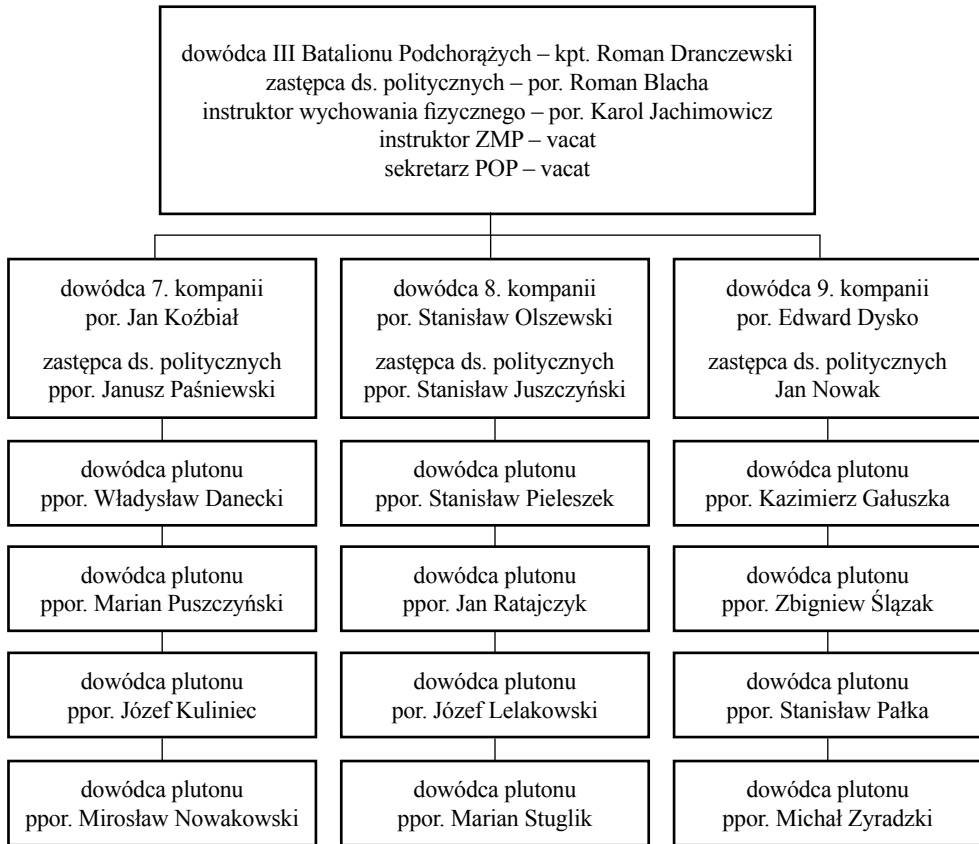 dowódca III Batalionu Podchorążych – kpt. Roman Dranczewski
zastępca ds. politycznych – por. Roman Blacha
instruktor wychowania fizycznego – por. Karol Jachimowicz
instruktor ZMP – vacat
sekretarz POP – vacat
dowódca 7. kompanii
por. Jan Koźbiał
zastępca ds. politycznych
ppor. Janusz Paśniewski
dowódca plutonu
ppor. Władysław Danecki
dowódca plutonu
ppor. Marian Puszczyński
dowódca plutonu
ppor. Józef Kuliniec
dowódca plutonu
ppor. Mirosław Nowakowski
dowódca 8. kompanii
por. Stanisław Olszewski
zastępca ds. politycznych
ppor. Stanisław Juszczyński
dowódca plutonu
ppor. Stanisław Pieleszek
dowódca plutonu
ppor. Jan Ratajczyk
dowódca plutonu
por. Józef Lelakowski
dowódca plutonu
ppor. Marian Stuglik
dowódca 9. kompanii
por. Edward Dysko
zastępca ds. politycznych
Jan Nowak
dowódca plutonu
ppor. Kazimierz Gałuszka
dowódca plutonu
ppor. Zbigniew Ślązak
dowódca plutonu
ppor. Stanisław Pałka
dowódca plutonu
ppor. Michał Zyradzki